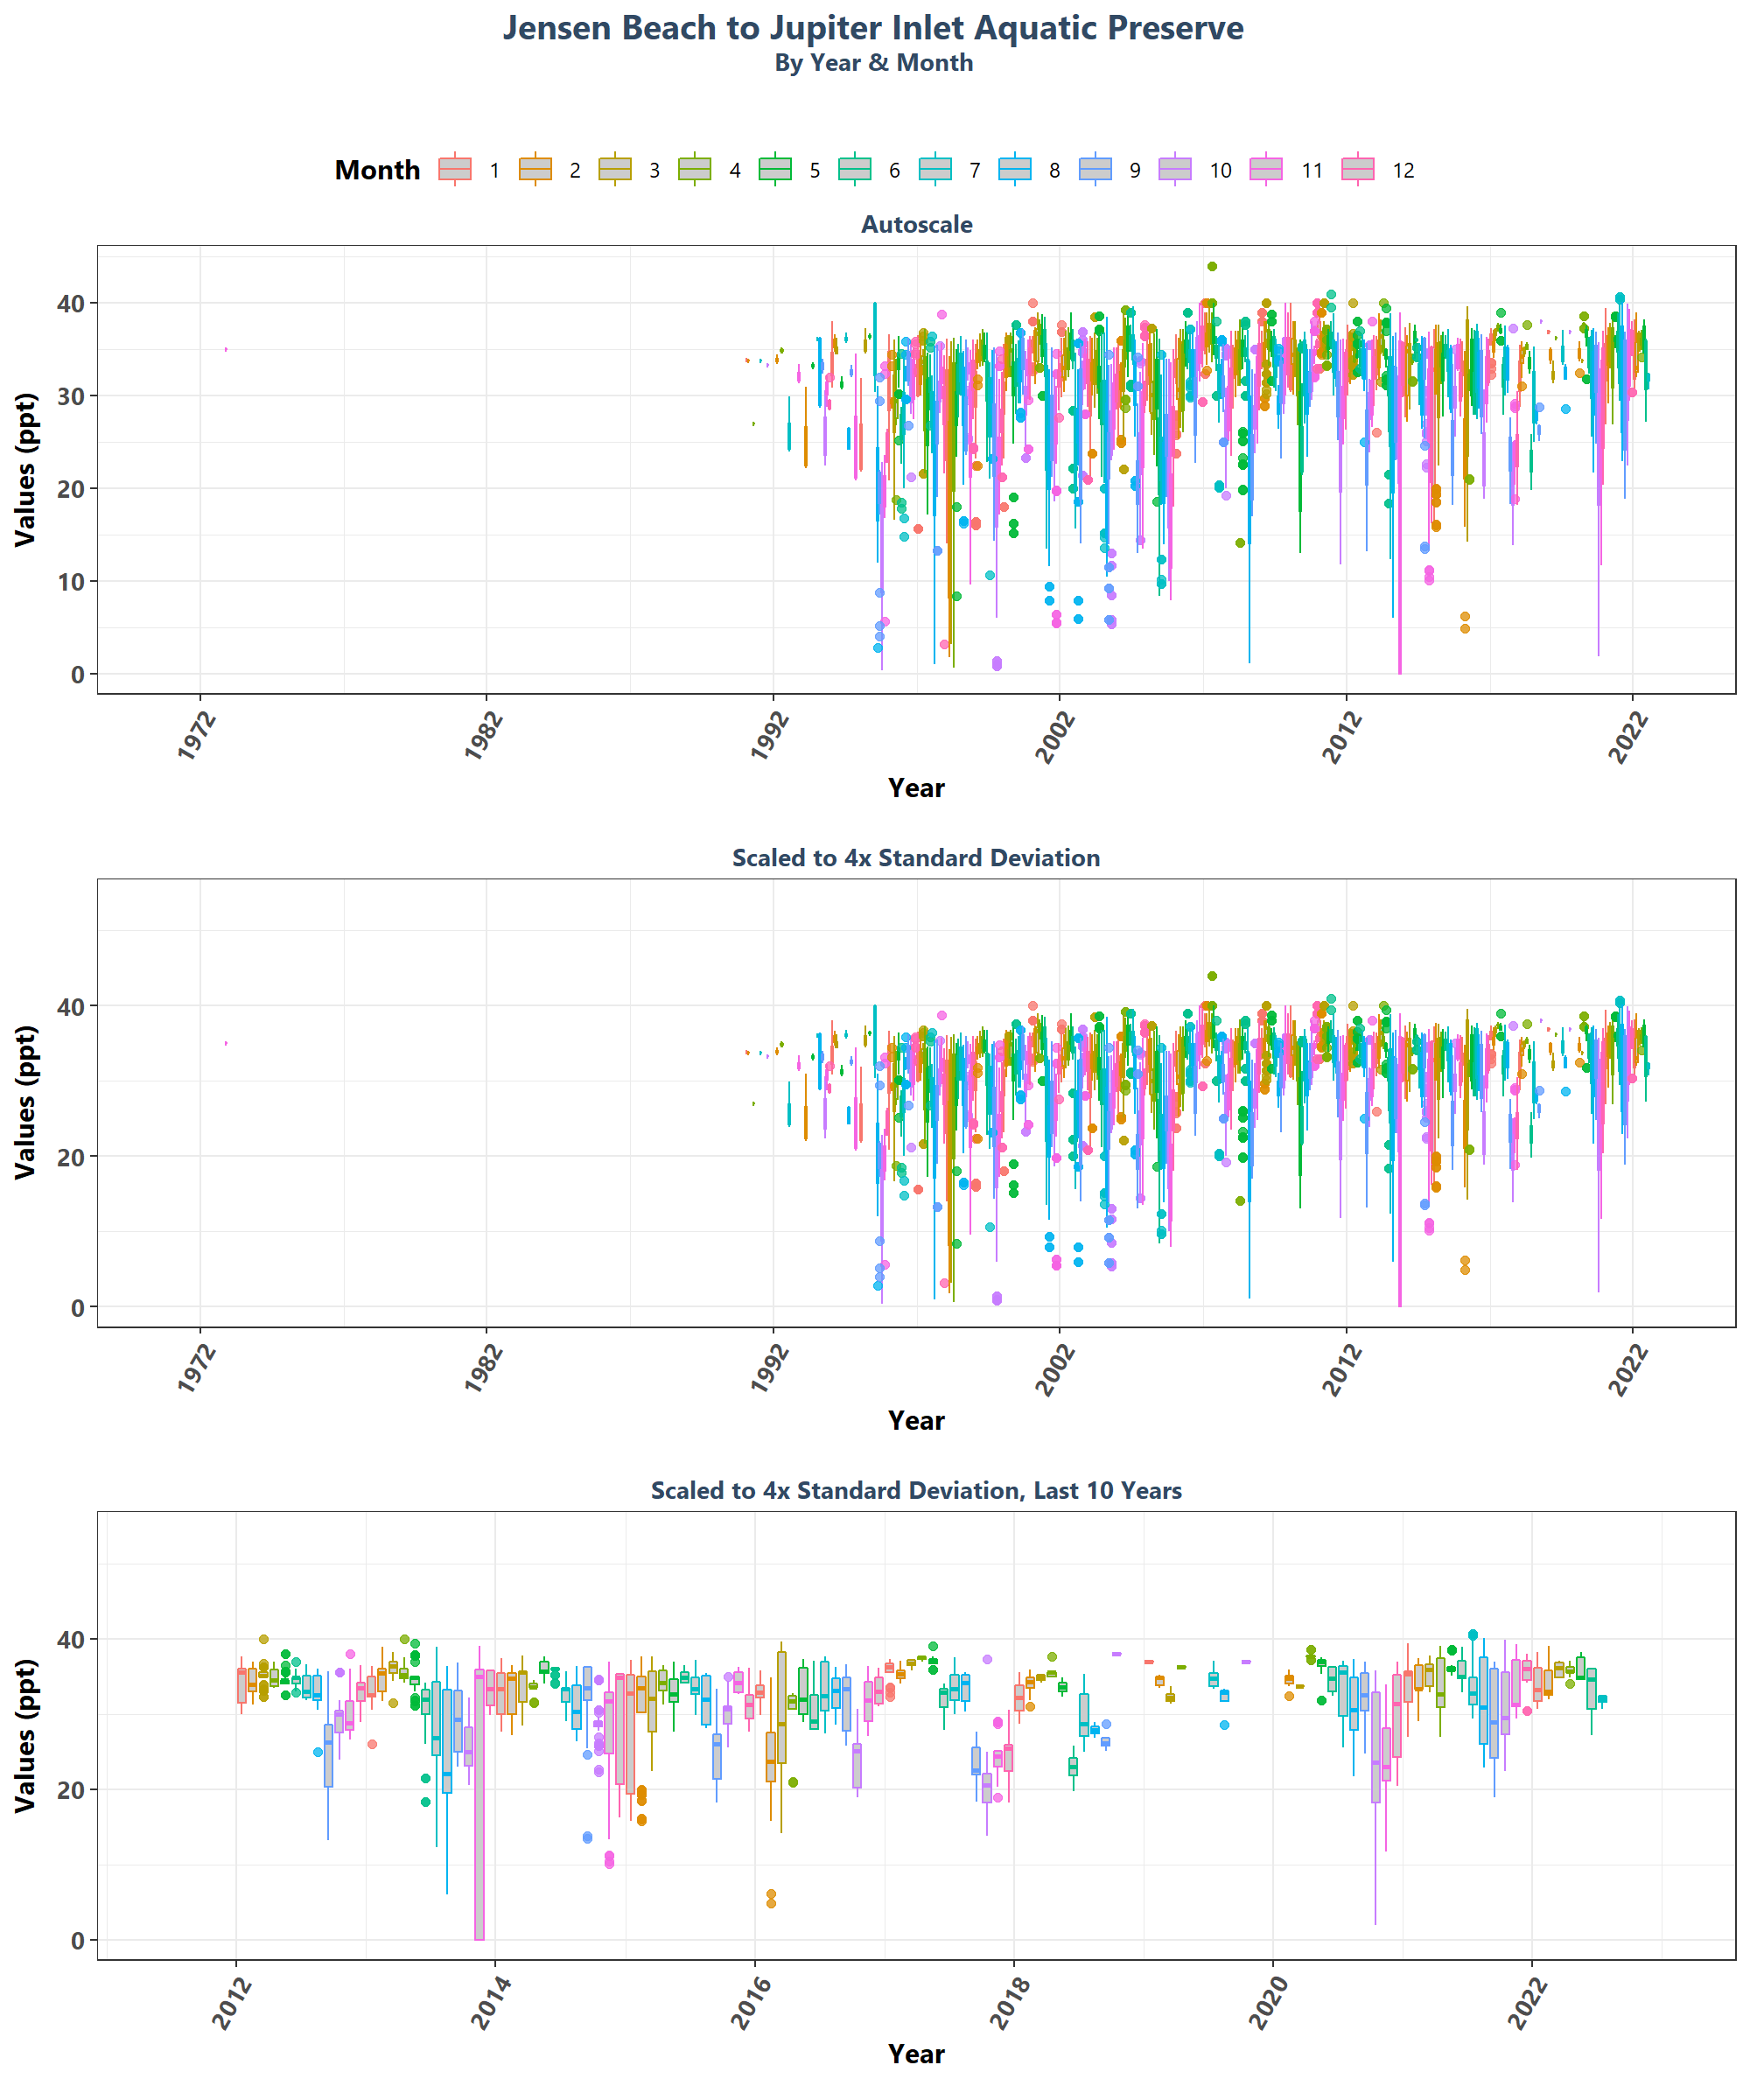 Jensen Beach to Jupiter Inlet Aquatic Preserve
By Year & Month
Month 1 2 3 4 5 6 7 8 9 10 11 12
Autoscale
Values (ppt)
40
30
20
10
0
1972 1982 1992 2002 2012 2022
Year
Scaled to 4x Standard Deviation
Values (ppt)
40
20
0
1972 1982 1992 2002 2012 2022
Year
Scaled to 4x Standard Deviation, Last 10 Years
Values (ppt)
40
20
0
2012 2014 2016 2018 2020 2022
Year